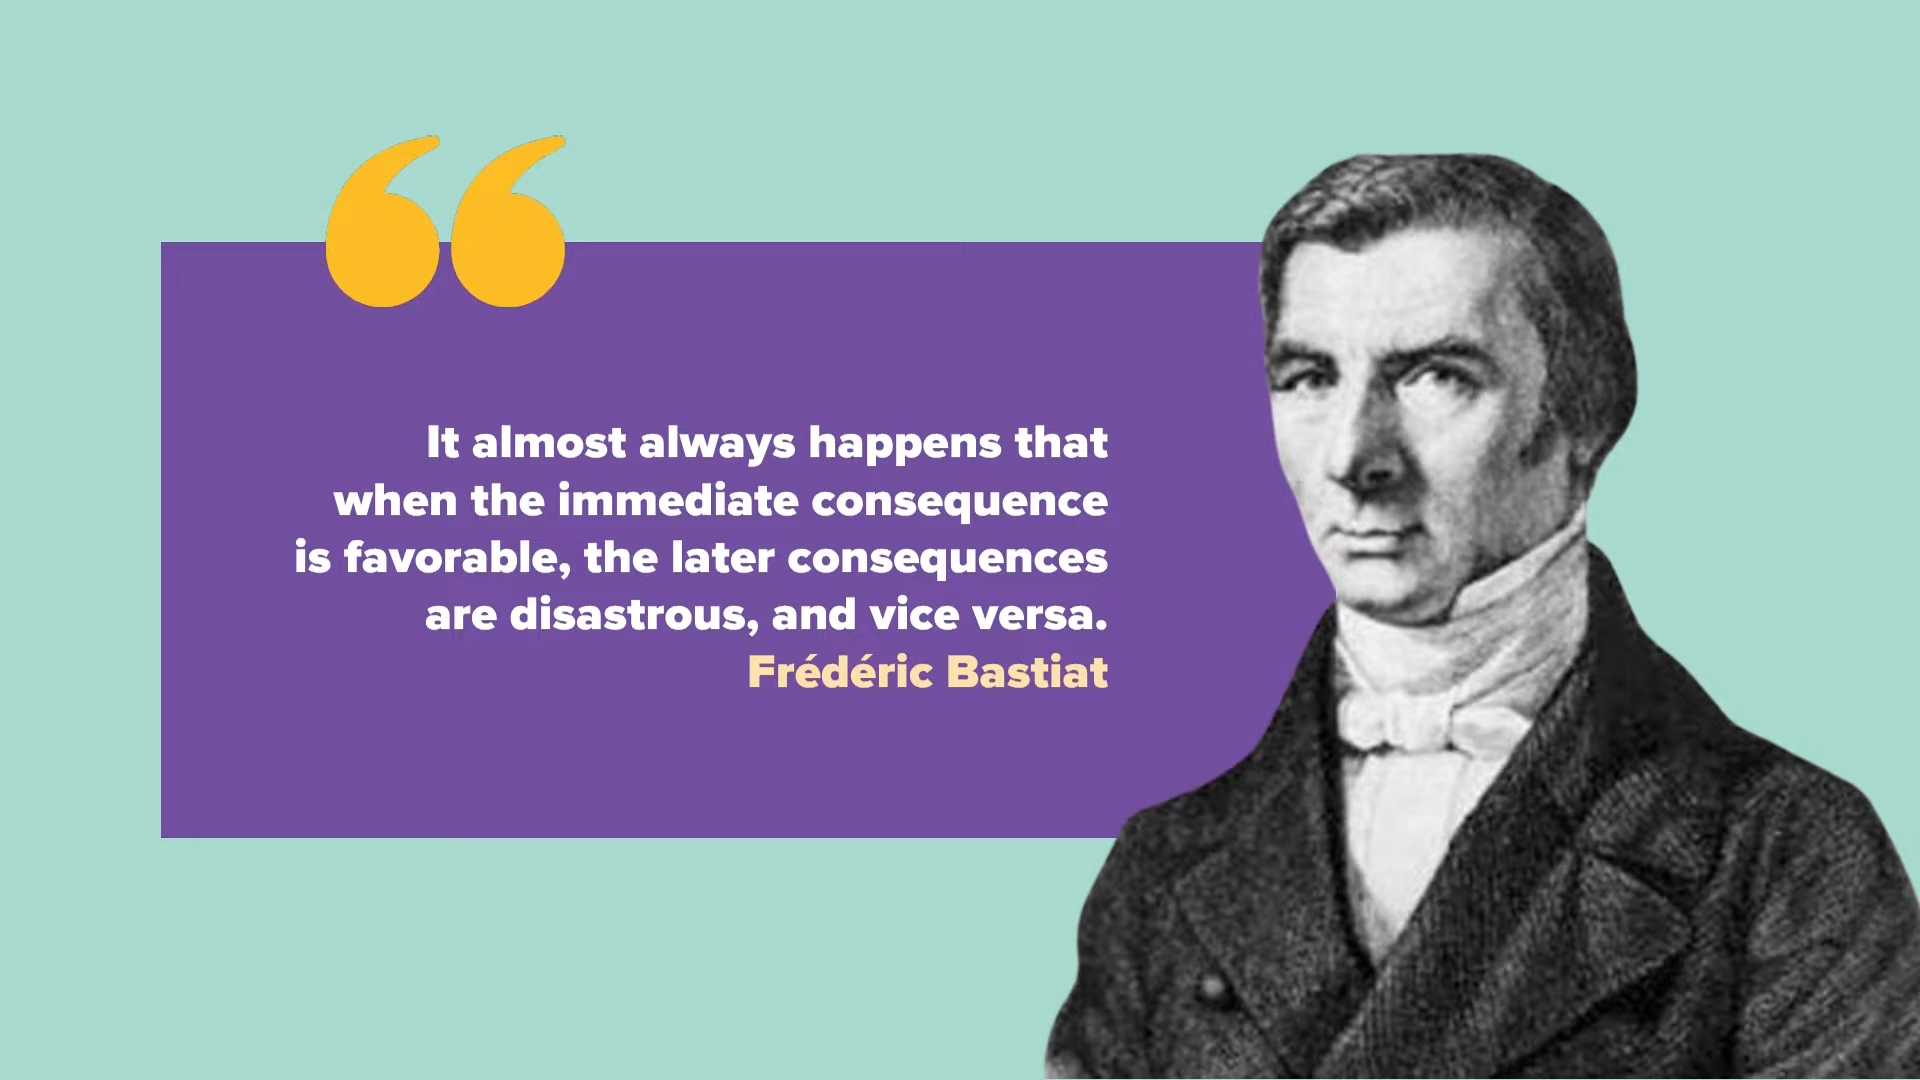 It almost always happens that
when the immediate consequence
is favorable, the later consequences
are disastrous, and vice versa.
Frédéric Bastiat